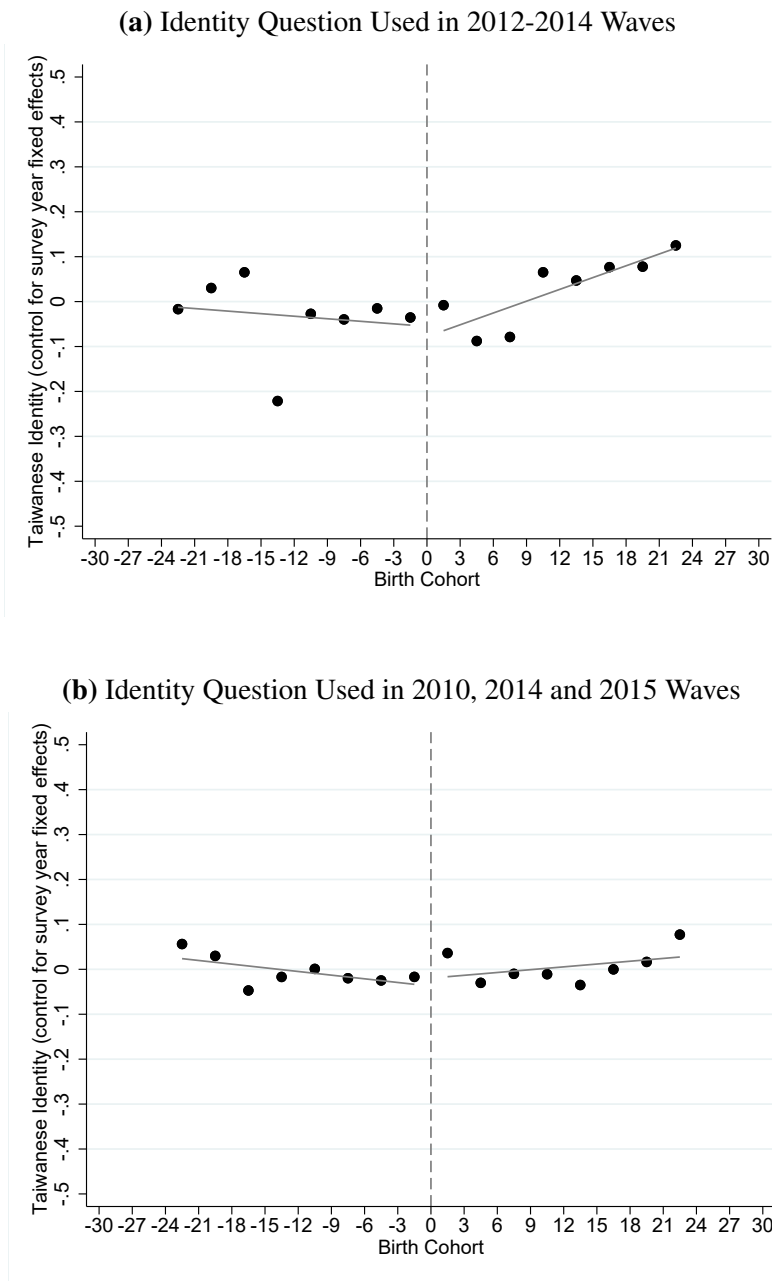 (a) Identity Question Used in 2012-2014 Waves
Taiwanese Identity (control for survey year fixed effects)
.5
.4
.3
.2
.1
0
-.1
-.2
-.3
-.4
-.5
-30 -27 -24 -21 -18 -15 -12 -9 -6 -3 0 3 6 9 12 15 18 21 24 27 30
Birth Cohort
(b) Identity Question Used in 2010, 2014 and 2015 Waves
Taiwanese Identity (control for survey year fixed effects)
.5
.4
.3
.2
.1
0
-.1
-.2
-.3
-.4
-.5
-30 -27 -24 -21 -18 -15 -12 -9 -6 -3 0 3 6 9 12 15 18 21 24 27 30
Birth Cohort